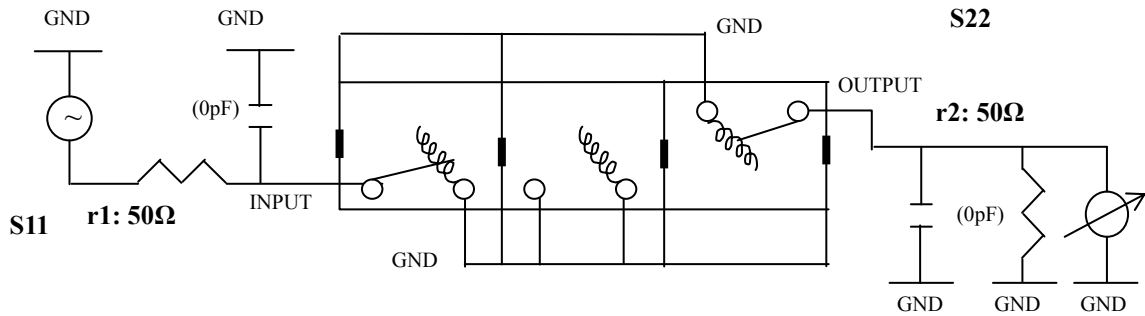 GND
GND
S22
GND
OUTPUT
(0pF)
r2: 50Ω
~
INPUT
r1: 50Ω
S11
(0pF)
GND
GND
GND
GND